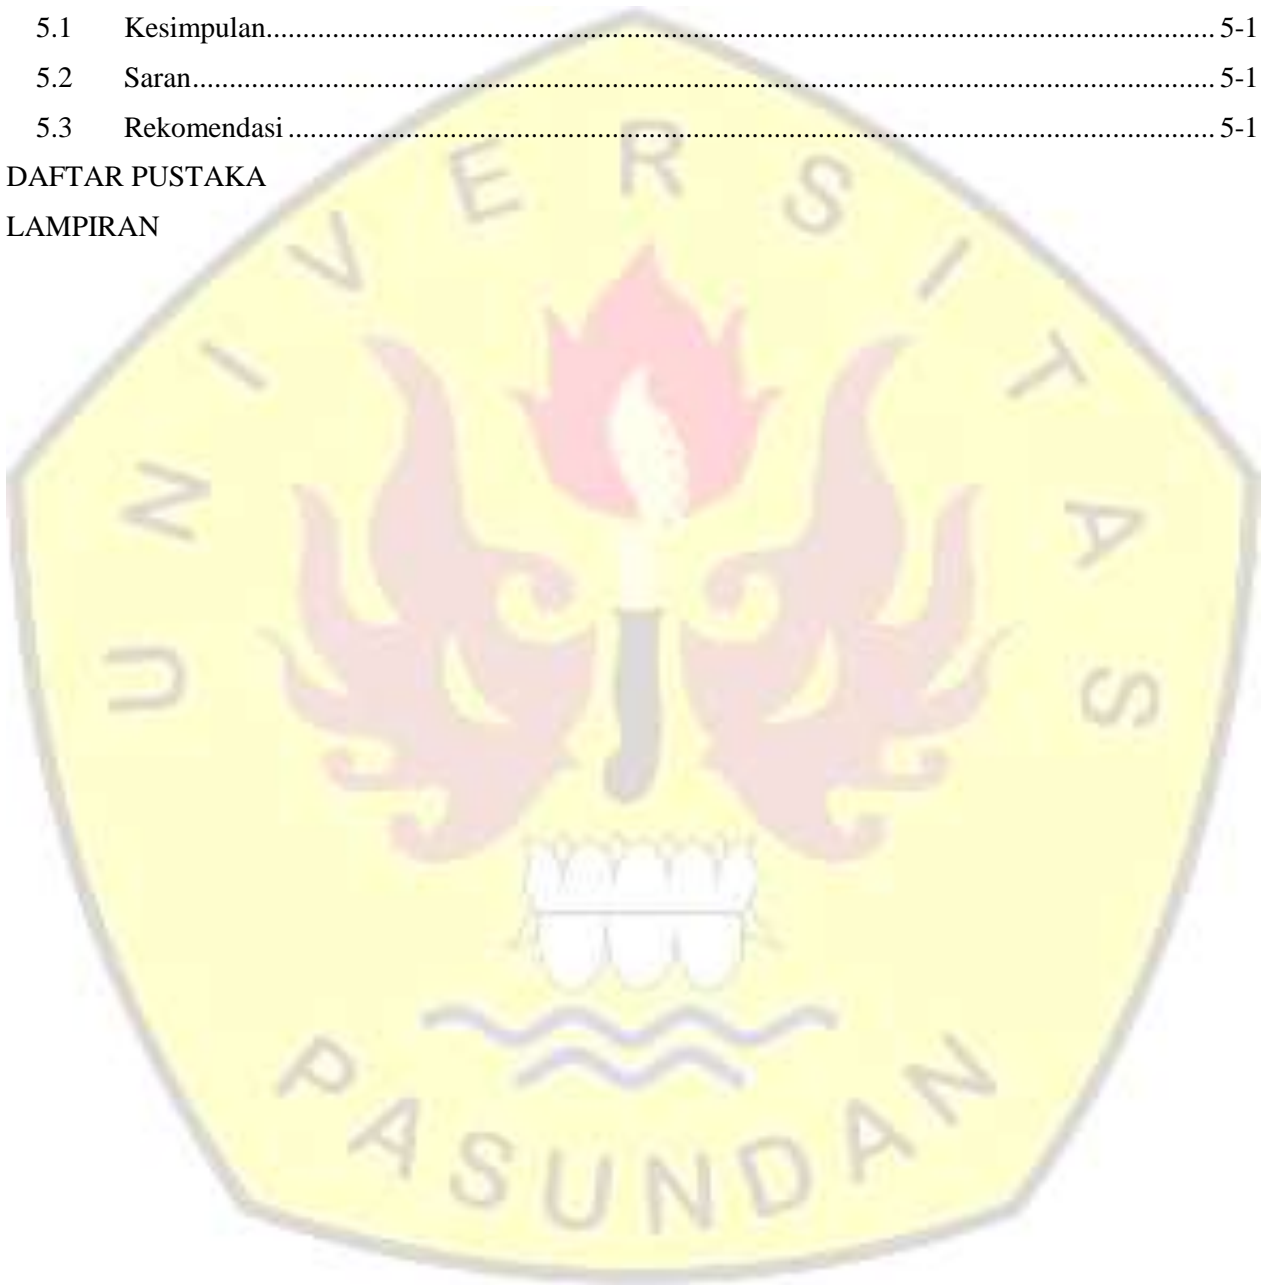 5.1 Kesimpulan.......... 5-1
5.2 Saran.......... 5-1
5.3 Rekomendasi.......... 5-1
DAFTAR PUSTAKA
LAMPIRAN
UNIVERSITAS
PASUNDAN